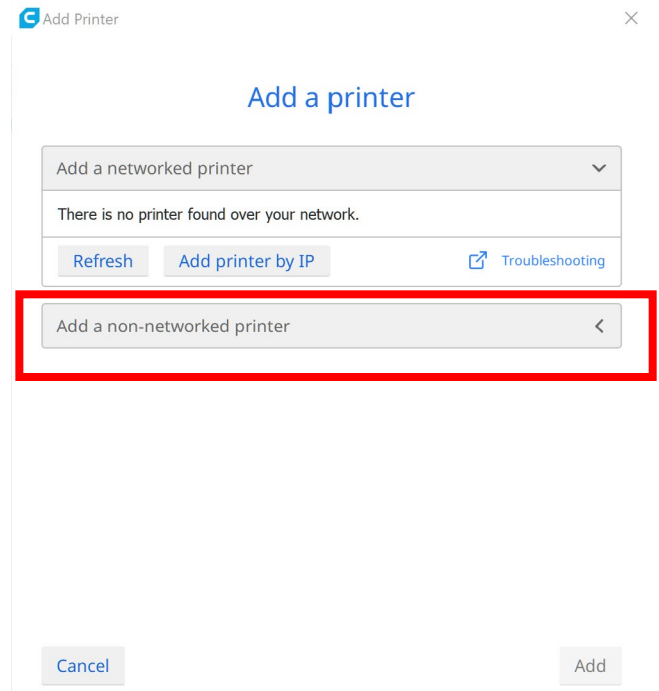 Add Printer
Add a printer
Add a networked printer
There is no printer found over your network.
Refresh Add printer by IP Troubleshooting
Add a non-networked printer
Cancel Add